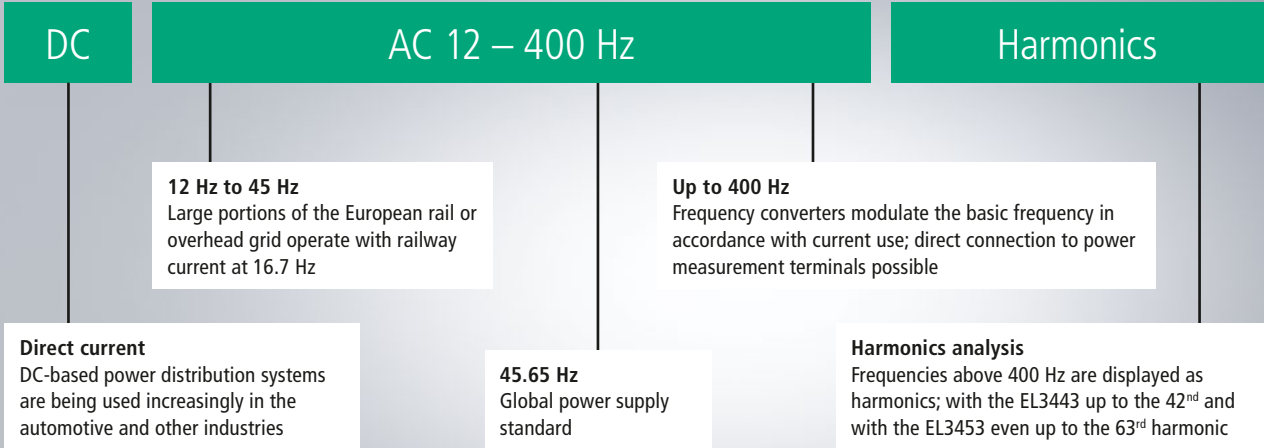 DC
AC 12 – 400 Hz
Harmonics
12 Hz to 45 Hz
Large portions of the European rail or
overhead grid operate with railway
current at 16.7 Hz
Up to 400 Hz
Frequency converters modulate the basic frequency in
accordance with current use; direct connection to power
measurement terminals possible
Direct current
DC-based power distribution systems
are being used increasingly in the
automotive and other industries
45.65 Hz
Global power supply
standard
Harmonics analysis
Frequencies above 400 Hz are displayed as
harmonics; with the EL3443 up to the 42nd and
with the EL3453 even up to the 63rd harmonic